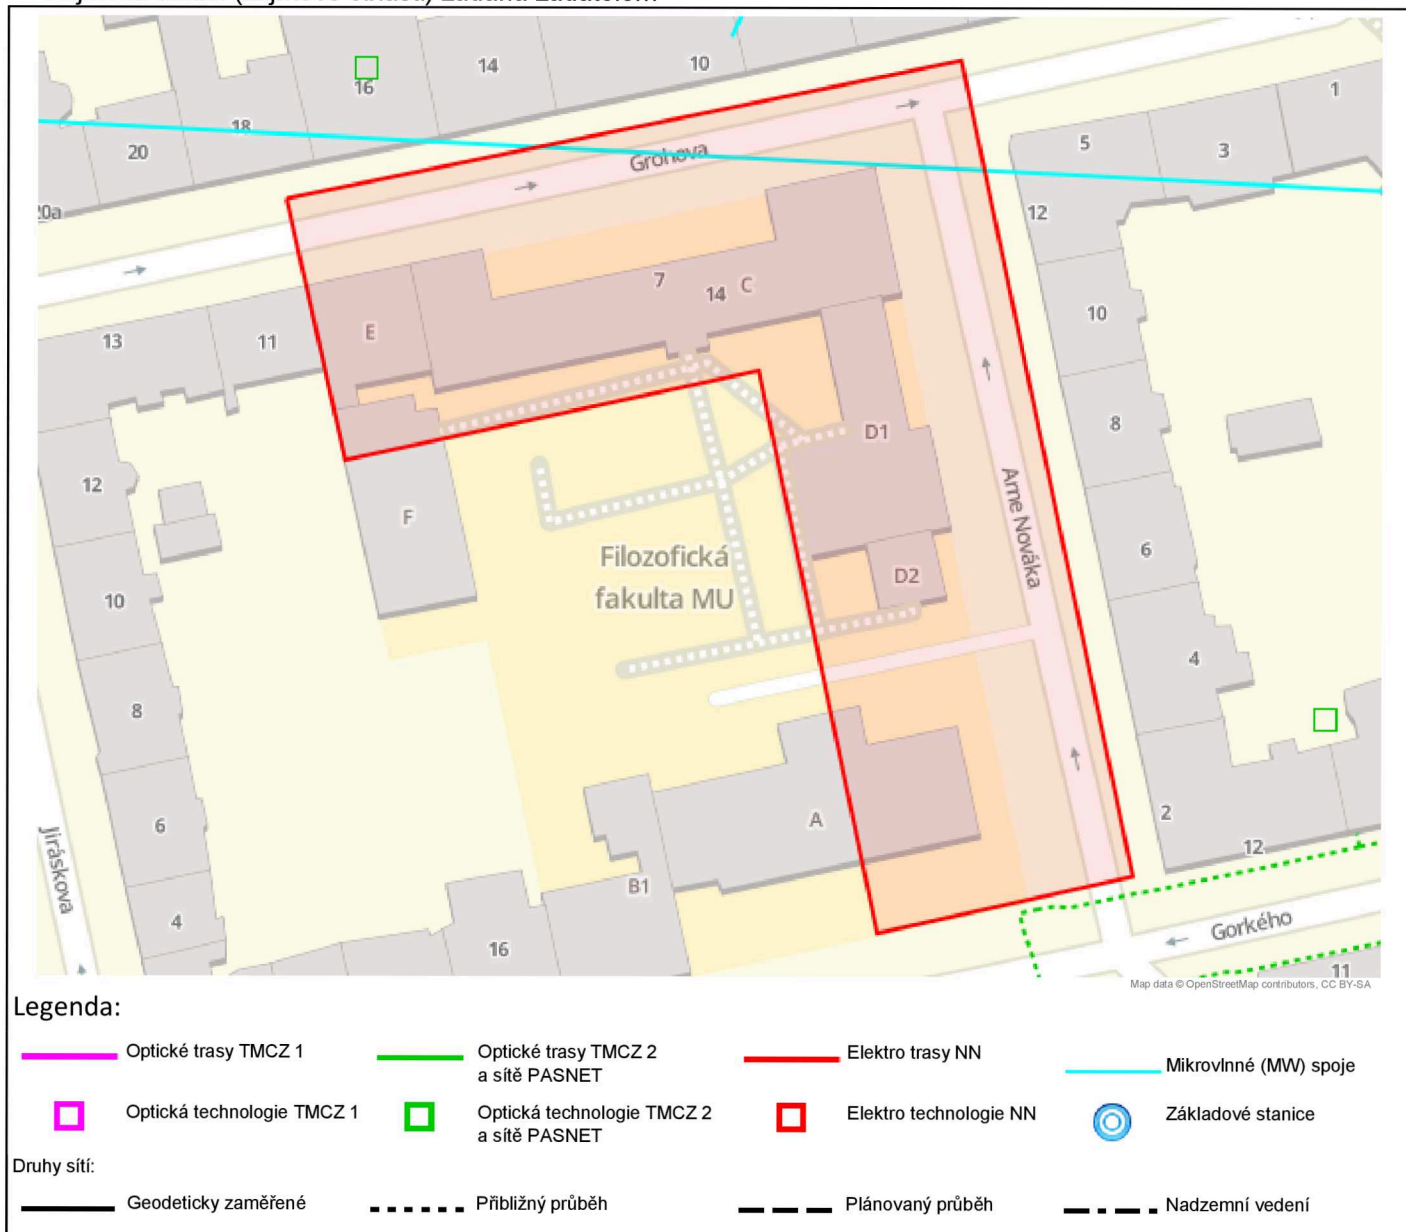 14
10
1
16
18
20
5
3
Grohova
20a
12
7
14 C
10
E
13
11
8
D1
12
F
Arne Nováka
6
Filozofická
fakulta MU
D2
10
4
8
2
A
6
12
Jiráskova
B1
4
16
Gorkého
11
Map data © OpenStreetMap contributors, CC BY-SA
Legenda:
Optické trasy TMCZ 1
Optické trasy TMCZ 2
a sítě PASNET
Elektro trasy NN
Mikrovlnné (MW) spoje
Optická technologie TMCZ 1
Optická technologie TMCZ 2
a sítě PASNET
Elektro technologie NN
Základové stanice
Druhy sítí:
Geodeticky zaměřené
Přibližný průběh
Plánovaný průběh
Nadzemní vedení